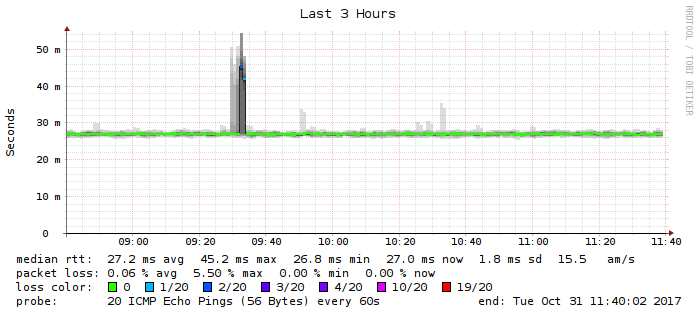 Last 3 Hours
RRDTOOL / TOBI OETIKER
Seconds
50 m
40 m
30 m
20 m
10 m
0
09:00 09:20 09:40 10:00 10:20 10:40 11:00 11:20 11:40
median rtt: 27.2 ms avg 45.2 ms max 26.8 ms min 27.0 ms now 1.8 ms sd 15.5 am/s
packet loss: 0.06 % avg 5.50 % max 0.00 % min 0.00 % now
loss color: 0 1/20 2/20 3/20 4/20 10/20 19/20
probe: 20 ICMP Echo Pings (56 Bytes) every 60s end: Tue Oct 31 11:40:02 2017